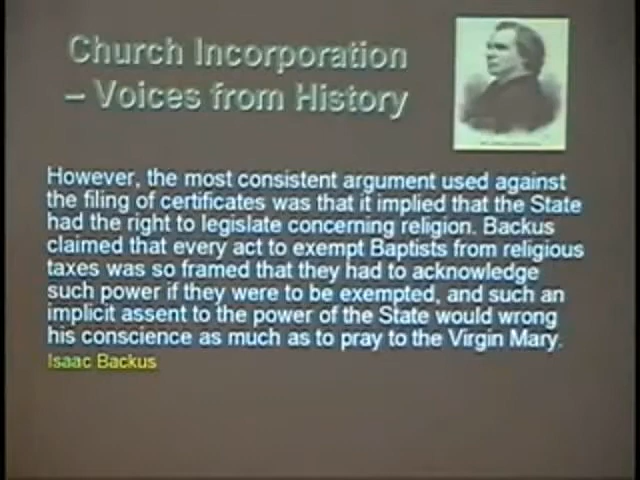 Church Incorporation
– Voices from History
However, the most consistent argument used against
the filing of certificates was that it implied that the State
had the right to legislate concerning religion. Backus
claimed that every act to exempt Baptists from religious
taxes was so framed that they had to acknowledge
such power if they were to be exempted, and such an
implicit assent to the power of the State would wrong
his conscience as much as to pray to the Virgin Mary.
Isaac Backus